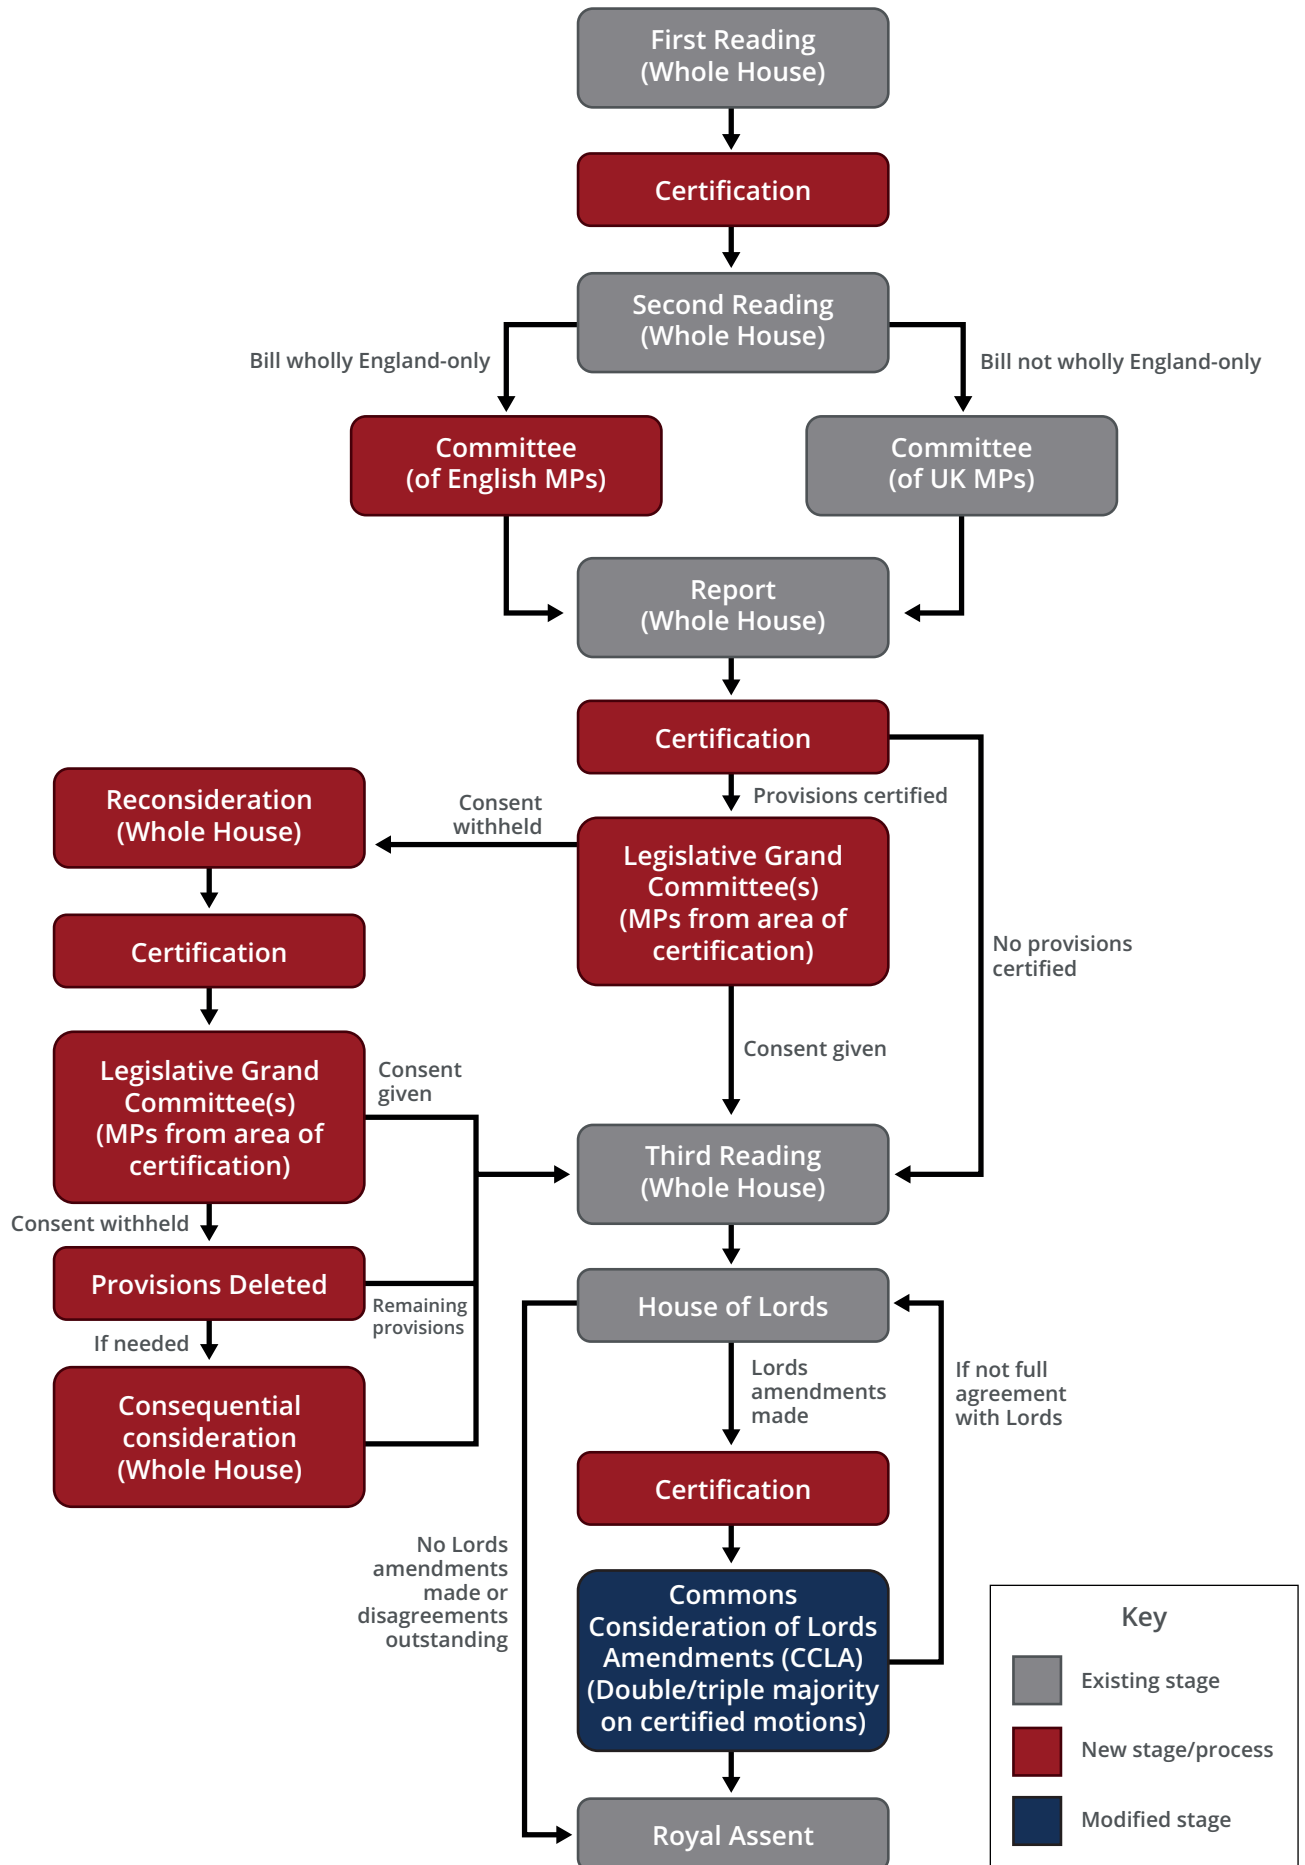 First Reading
(Whole House)
Certification
Second Reading
(Whole House)
Bill wholly England-only
Bill not wholly England-only
Committee
(of English MPs)
Committee
(of UK MPs)
Report
(Whole House)
Certification
Provisions certified
No provisions
certified
Consent
withheld
Legislative Grand
Committee(s)
(MPs from area of
certification)
Consent given
Reconsideration
(Whole House)
Certification
Legislative Grand
Committee(s)
(MPs from area of
certification)
Consent
given
Consent withheld
Provisions Deleted
Remaining
provisions
If needed
Consequential
consideration
(Whole House)
Third Reading
(Whole House)
House of Lords
Lords
amendments
made
If not full
agreement
with Lords
Certification
No Lords
amendments
made or
disagreements
outstanding
Commons
Consideration of Lords
Amendments (CCLA)
(Double/triple majority
on certified motions)
Royal Assent
Key
Existing stage
New stage/process
Modified stage